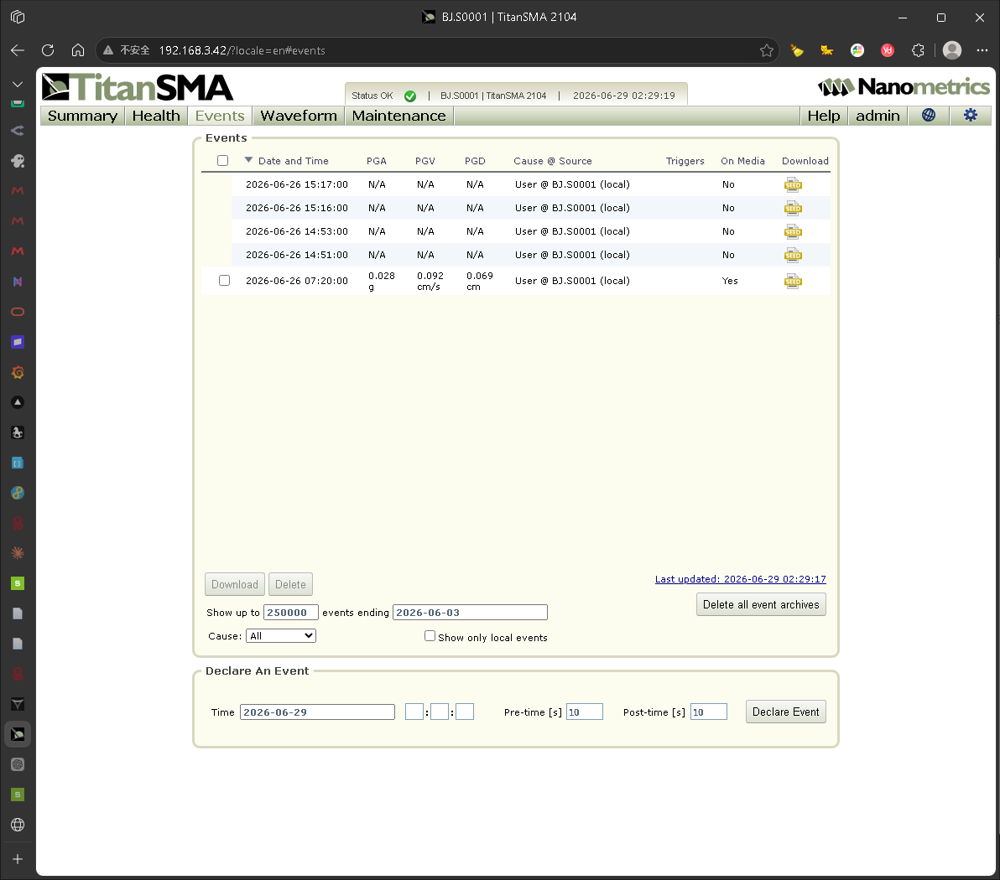 BJ.S0001 | TitanSMA 2104
不安全 192.168.3.42/?locale=en#events
TitanSMA
Status OK | BJ.S0001 | TitanSMA 2104 | 2026-06-29 02:29:19
Nanometrics
Summary Health Events Waveform Maintenance Help admin
Events
Date and Time PGA PGV PGD Cause @ Source Triggers On Media Download
2026-06-26 15:17:00 N/A N/A N/A User @ BJ.S0001 (local) No SEED
2026-06-26 15:16:00 N/A N/A N/A User @ BJ.S0001 (local) No SEED
2026-06-26 14:53:00 N/A N/A N/A User @ BJ.S0001 (local) No SEED
2026-06-26 14:51:00 N/A N/A N/A User @ BJ.S0001 (local) No SEED
2026-06-26 07:20:00 0.028 g 0.092 cm/s 0.069 cm User @ BJ.S0001 (local) Yes SEED
Download Delete
Last updated: 2026-06-29 02:29:17
Show up to 250000 events ending 2026-06-03
Delete all event archives
Cause: All Show only local events
Declare An Event
Time 2026-06-29 : : Pre-time [s] 10 Post-time [s] 10 Declare Event